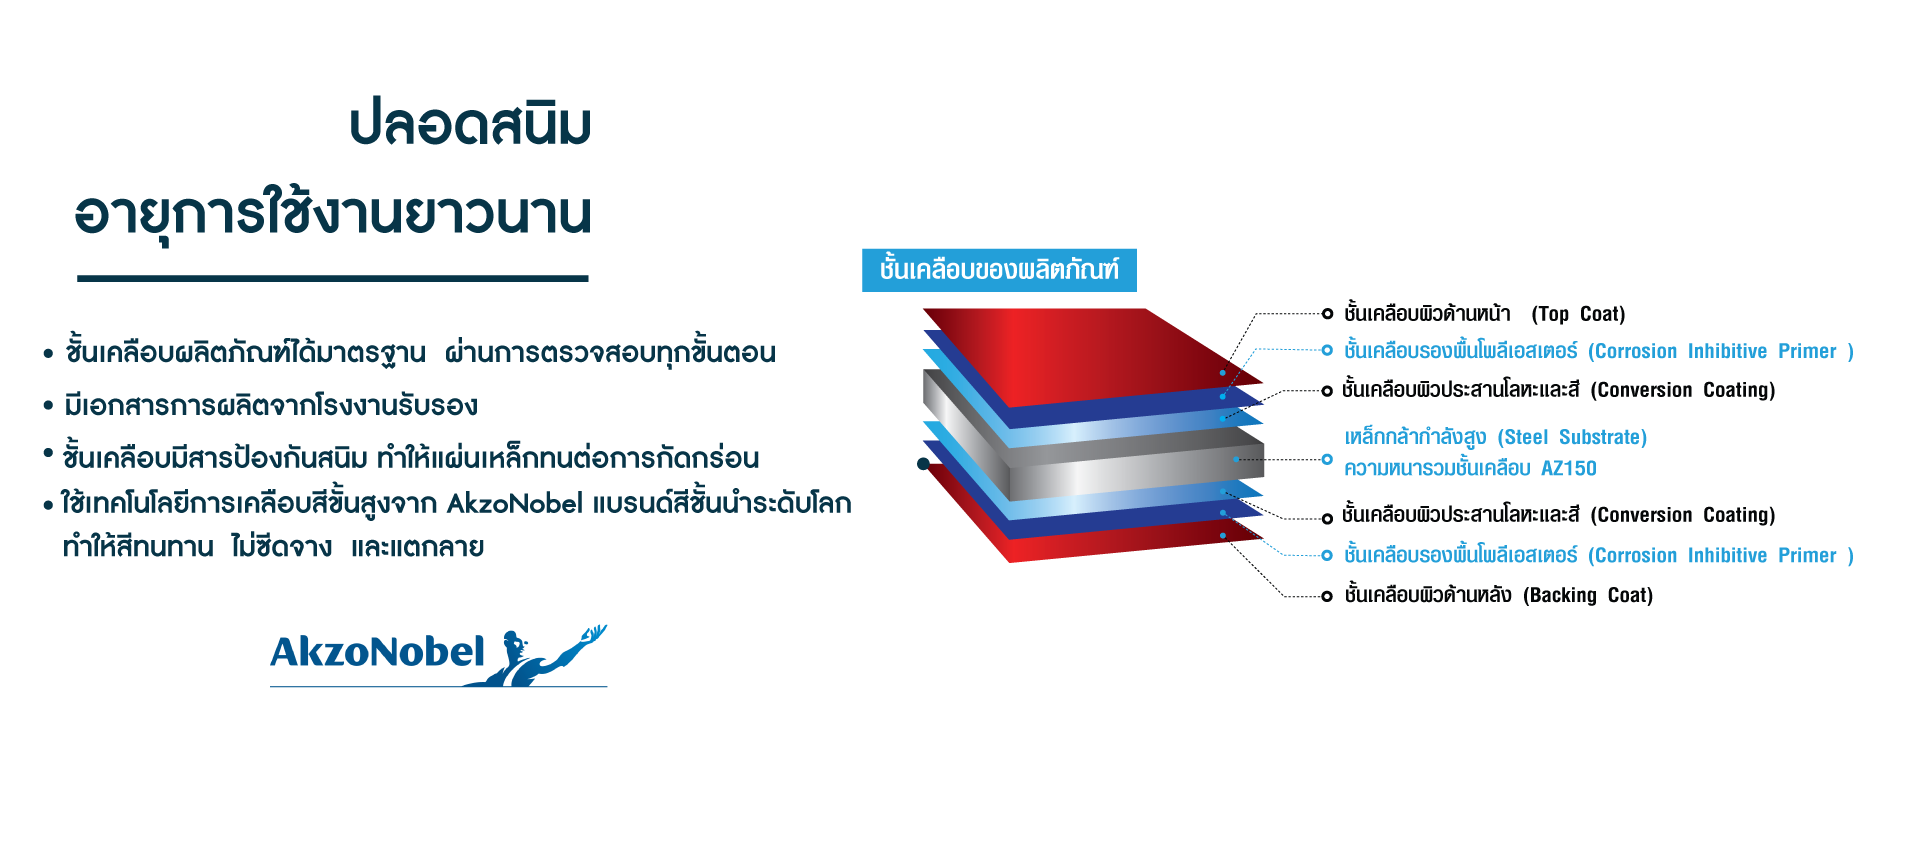 ปลอดสนิม
อายุการใช้งานยาวนาน
• ชั้นเคลือบผลิตภัณฑ์ได้มาตรฐาน ผ่านการตรวจสอบทุกขั้นตอน
• มีเอกสารการผลิตจากโรงงานรับรอง
• ชั้นเคลือบมีสารป้องกันสนิม ทำให้แผ่นเหล็กทนต่อการกัดกร่อน
• ใช้เทคโนโลยีการเคลือบสีขั้นสูงจาก AkzoNobel แบรนด์สีชั้นนำระดับโลก
ทำให้สีทนทาน ไม่ซีดจาง และแตกลาย
AkzoNobel
ชั้นเคลือบของผลิตภัณฑ์
ชั้นเคลือบผิวด้านหน้า (Top Coat)
ชั้นเคลือบรองพื้นโพลีเอสเตอร์ (Corrosion Inhibitive Primer )
ชั้นเคลือบผิวประสานโลหะและสี (Conversion Coating)
เหล็กกล้ากำลังสูง (Steel Substrate)
ความหนารวมชั้นเคลือบ AZ150
ชั้นเคลือบผิวประสานโลหะและสี (Conversion Coating)
ชั้นเคลือบรองพื้นโพลีเอสเตอร์ (Corrosion Inhibitive Primer )
ชั้นเคลือบผิวด้านหลัง (Backing Coat)